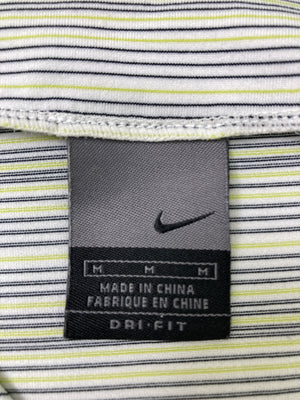 M M M
MADE IN CHINA
FABRIQUE EN CHINE
DRI-FIT